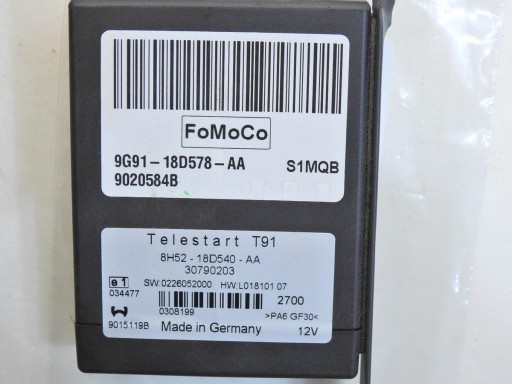 FoMoCo
9G91-18D578-AA S1MQB
9020584B
Telestart T91
8H52 - 18D540 - AA
30790203
e1 SW:0226052000 HW:L018101 07
034477 2700
0308199 >PA6 GF30<
9015119B Made in Germany 12V